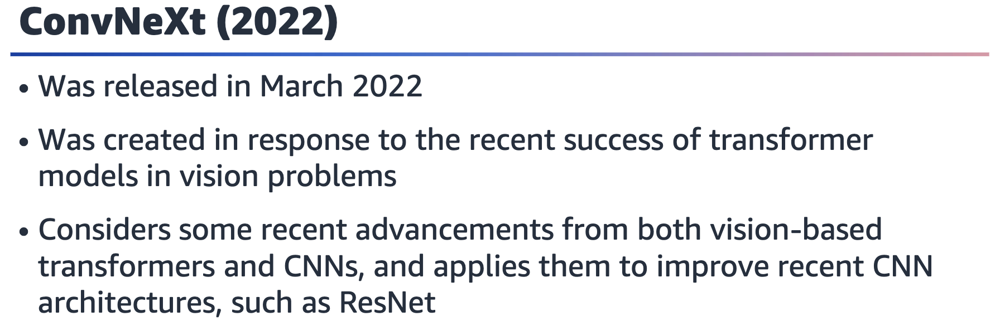 ConvNeXt (2022)
• Was released in March 2022
• Was created in response to the recent success of transformer
models in vision problems
• Considers some recent advancements from both vision-based
transformers and CNNs, and applies them to improve recent CNN
architectures, such as ResNet